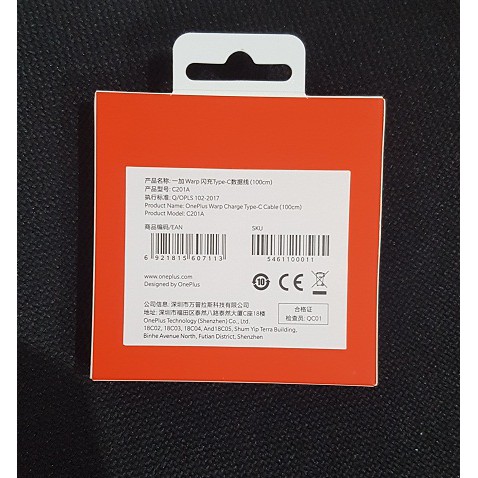 产品名称: 一加 Warp 闪充Type-C数据线 (100cm)
产品型号: C201A
执行标准: Q/OPLS 102-2017
Product Name: OnePlus Warp Charge Type-C Cable (100cm)
Product Model: C201A
商品编码/EAN SKU
6 921815 607113 5461100011
www.oneplus.com
Designed by OnePlus
10 CE
公司信息: 深圳市万普拉斯科技有限公司
地址: 深圳市福田区泰然八路泰然大厦C座18楼
OnePlus Technology (Shenzhen) Co., Ltd.
18C02, 18C03, 18C04, And18C05, Shum Yip Terra Building,
Binhe Avenue North, Futian District, Shenzhen
合格证
检查员: QC01